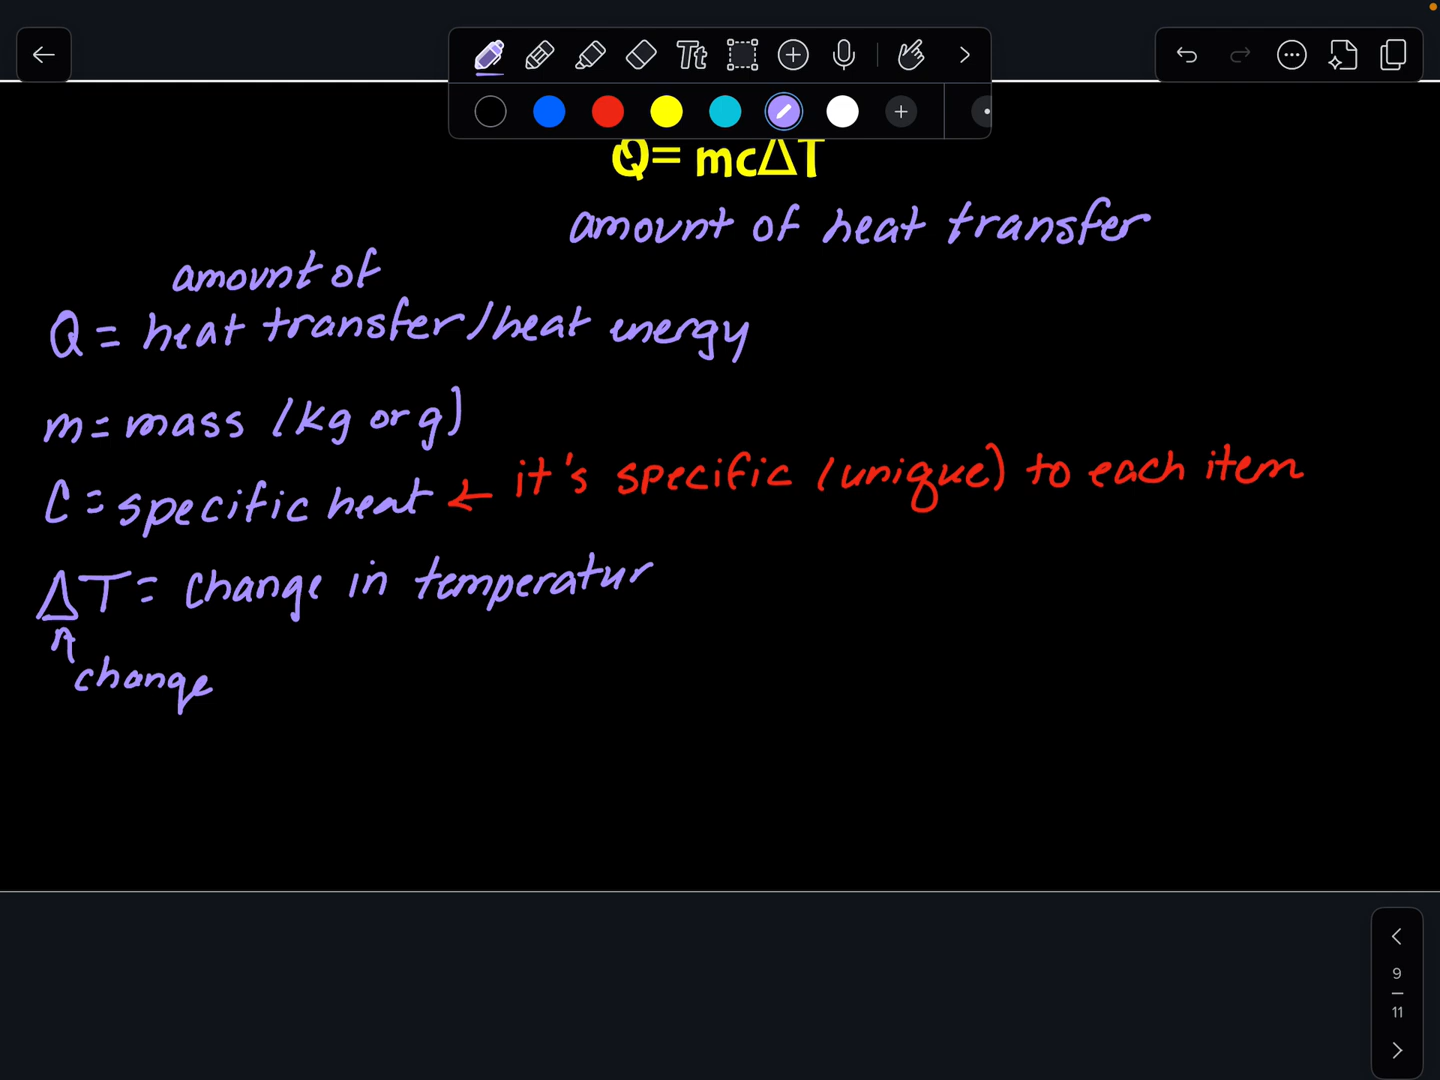 Tt
Q= mcΔT
amount of heat transfer
amount of
Q = heat transfer/heat energy
m= mass (kg or g)
C = specific heat ← it's specific (unique) to each item
ΔT= change in temperatur
↑
change
9
11